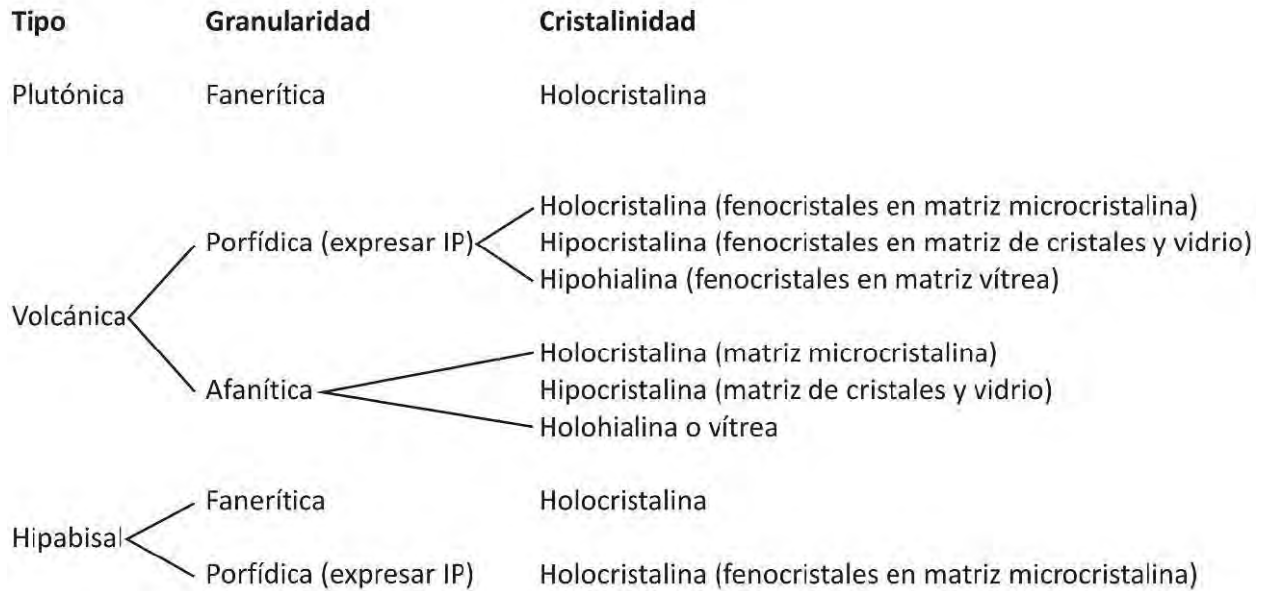 Tipo Granularidad Cristalinidad
Plutónica Fanerítica Holocristalina
Holocristalina (fenocristales en matriz microcristalina)
Porfídica (expresar IP) Hipocristalina (fenocristales en matriz de cristales y vidrio)
Hipohialina (fenocristales en matriz vítrea)
Volcánica
Holocristalina (matriz microcristalina)
Afanítica Hipocristalina (matriz de cristales y vidrio)
Holohialina o vítrea
Fanerítica Holocristalina
Hipabisal
Porfídica (expresar IP) Holocristalina (fenocristales en matriz microcristalina)